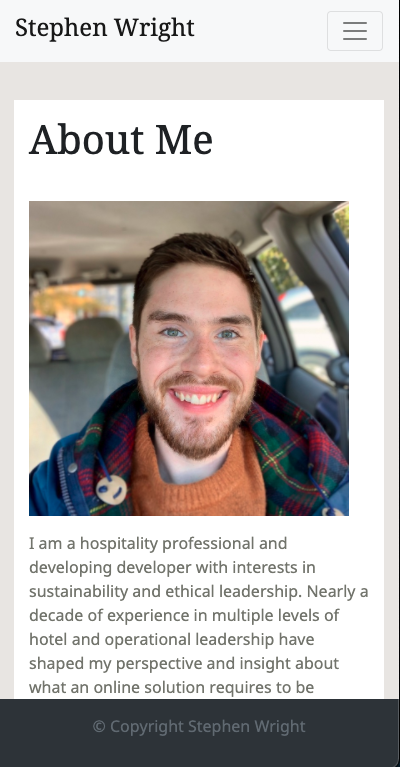 Stephen Wright
About Me
I am a hospitality professional and
developing developer with interests in
sustainability and ethical leadership. Nearly a
decade of experience in multiple levels of
hotel and operational leadership have
shaped my perspective and insight about
what an online solution requires to be
© Copyright Stephen Wright